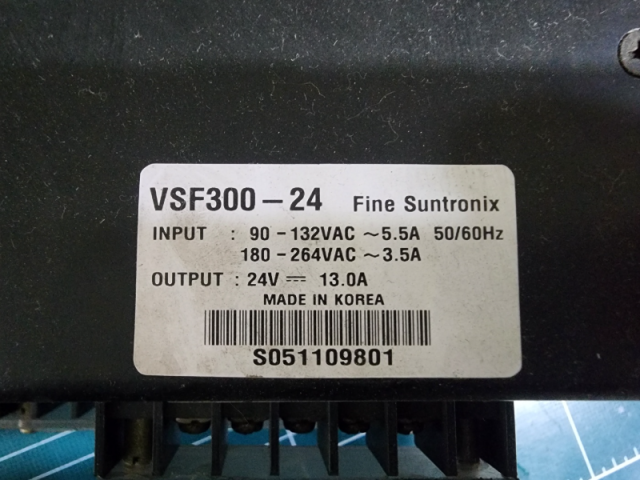 VSF300-24 Fine Suntronix
INPUT : 90-132VAC ~5.5A 50/60Hz
180-264VAC ~3.5A
OUTPUT : 24V ⎓ 13.0A
MADE IN KOREA
S051109801